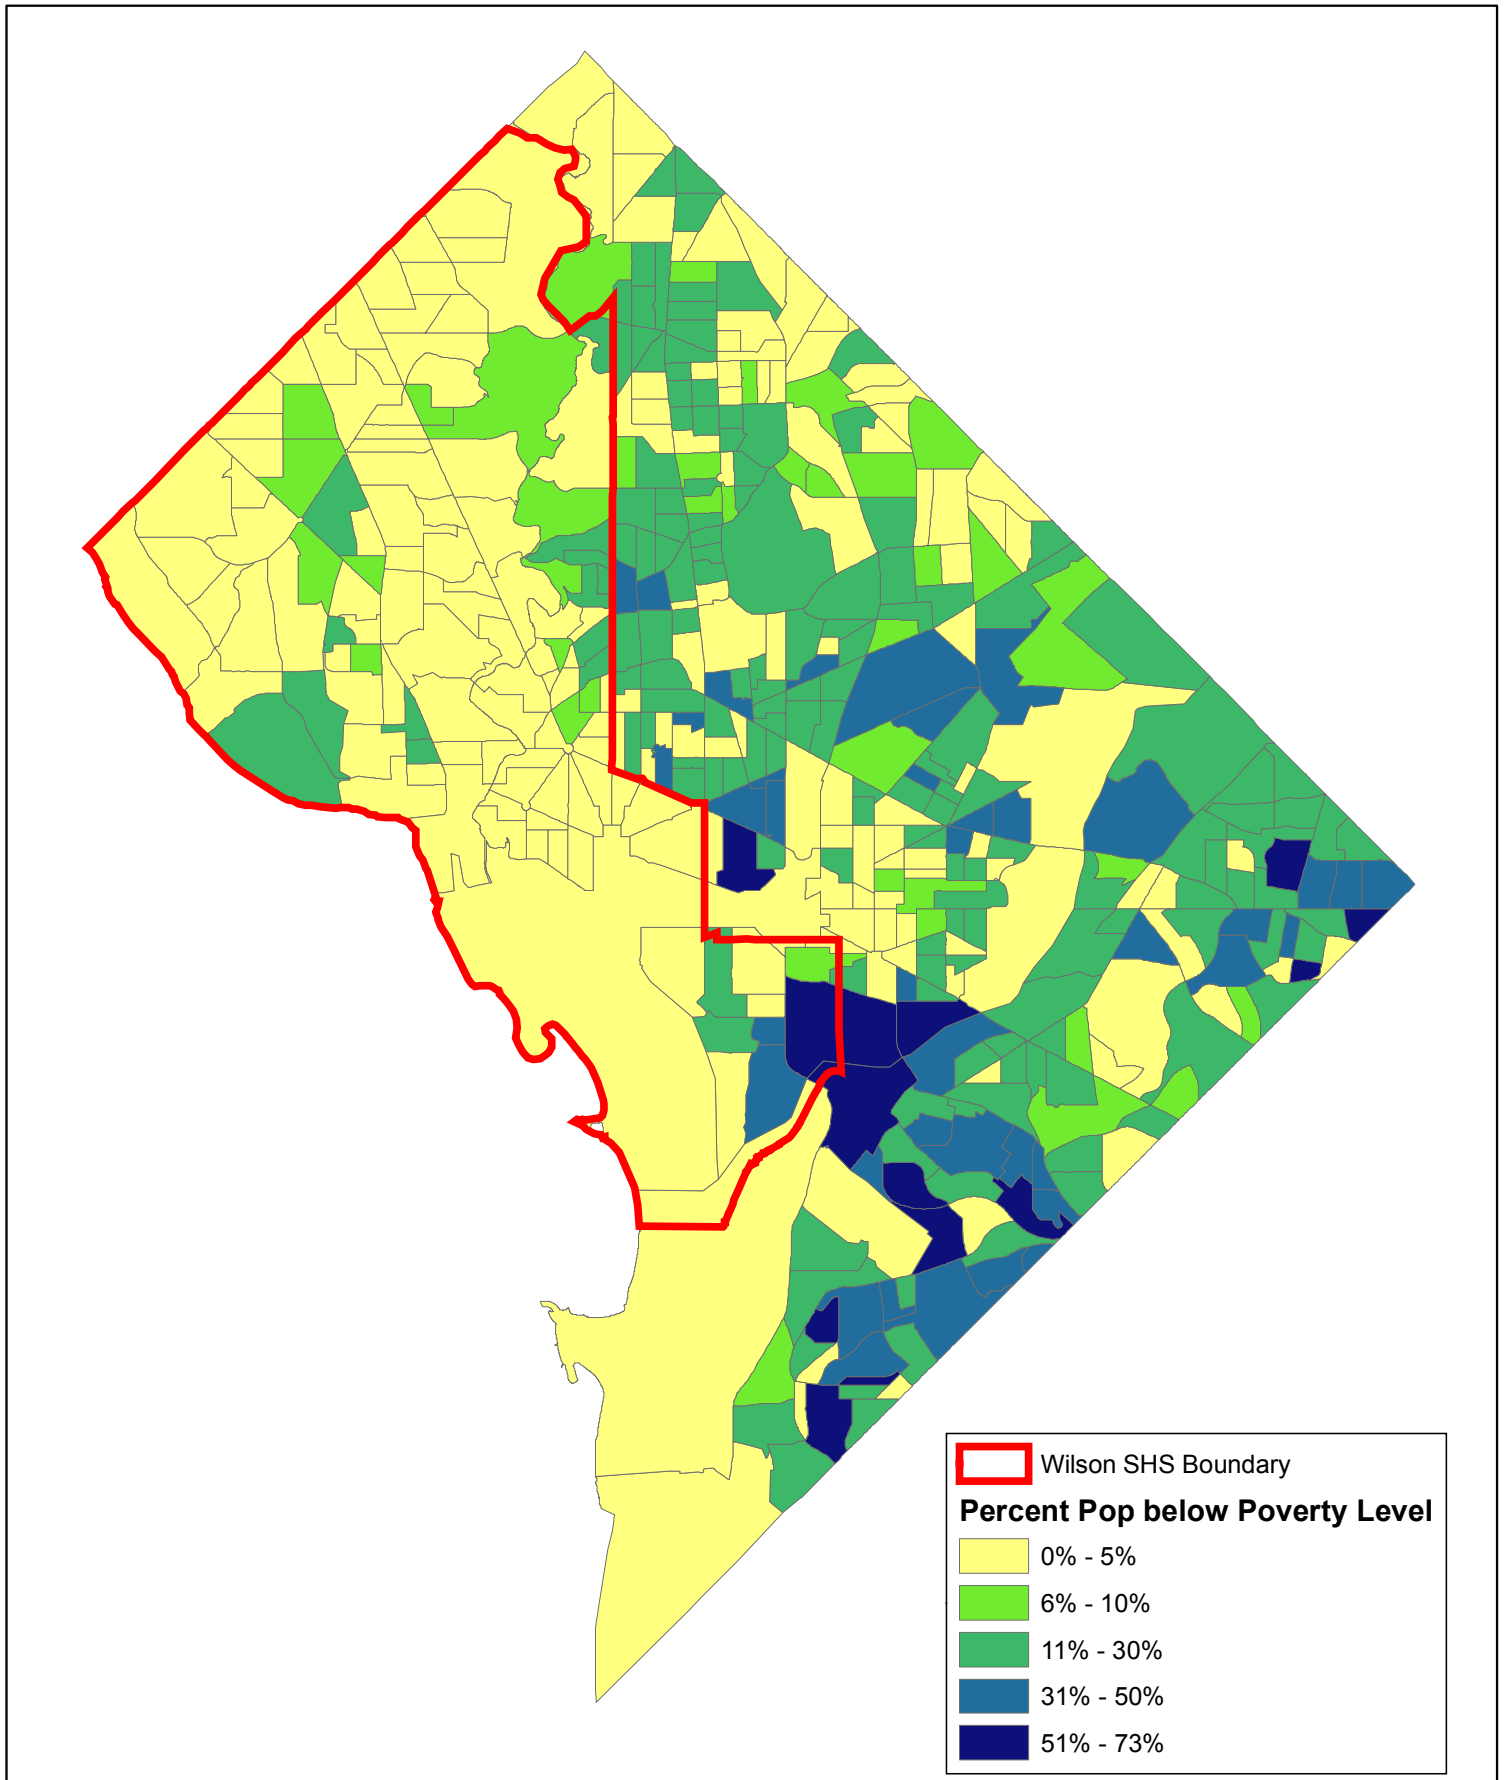 Wilson SHS Boundary
Percent Pop below Poverty Level
0% - 5%
6% - 10%
11% - 30%
31% - 50%
51% - 73%